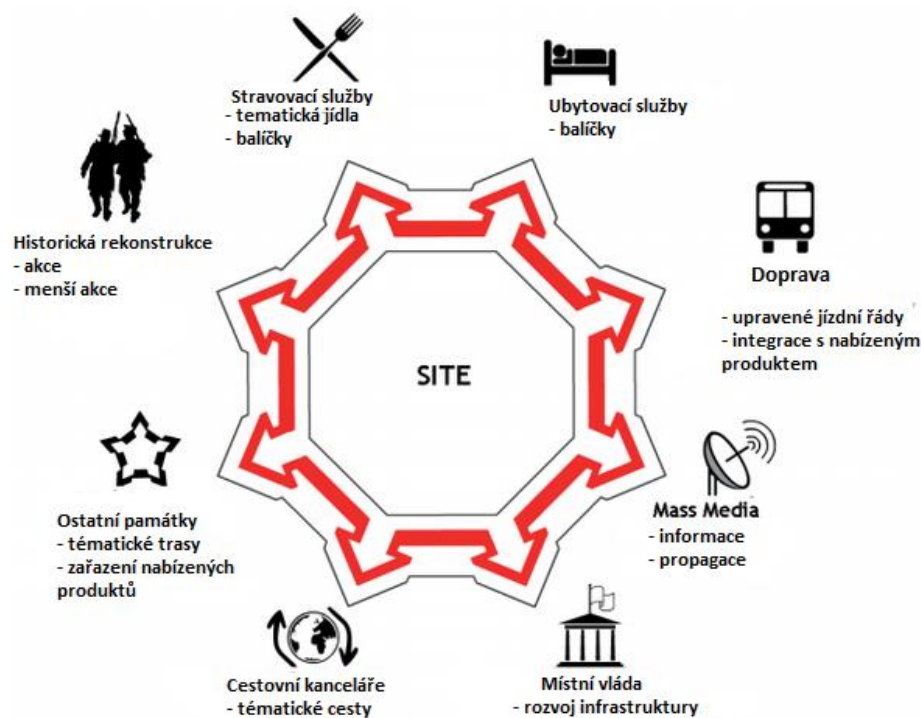 Stravovací služby
- tematická jídla
- balíčky
Ubytovací služby
- balíčky
Historická rekonstrukce
- akce
- menší akce
Doprava
- upravené jízdní řády
- integrace s nabízeným
produktem
SITE
Ostatní památky
- tématické trasy
- zařazení nabízených
produktů
Mass Media
- informace
- propagace
Cestovní kanceláře
- tématické cesty
Místní vláda
- rozvoj infrastruktury